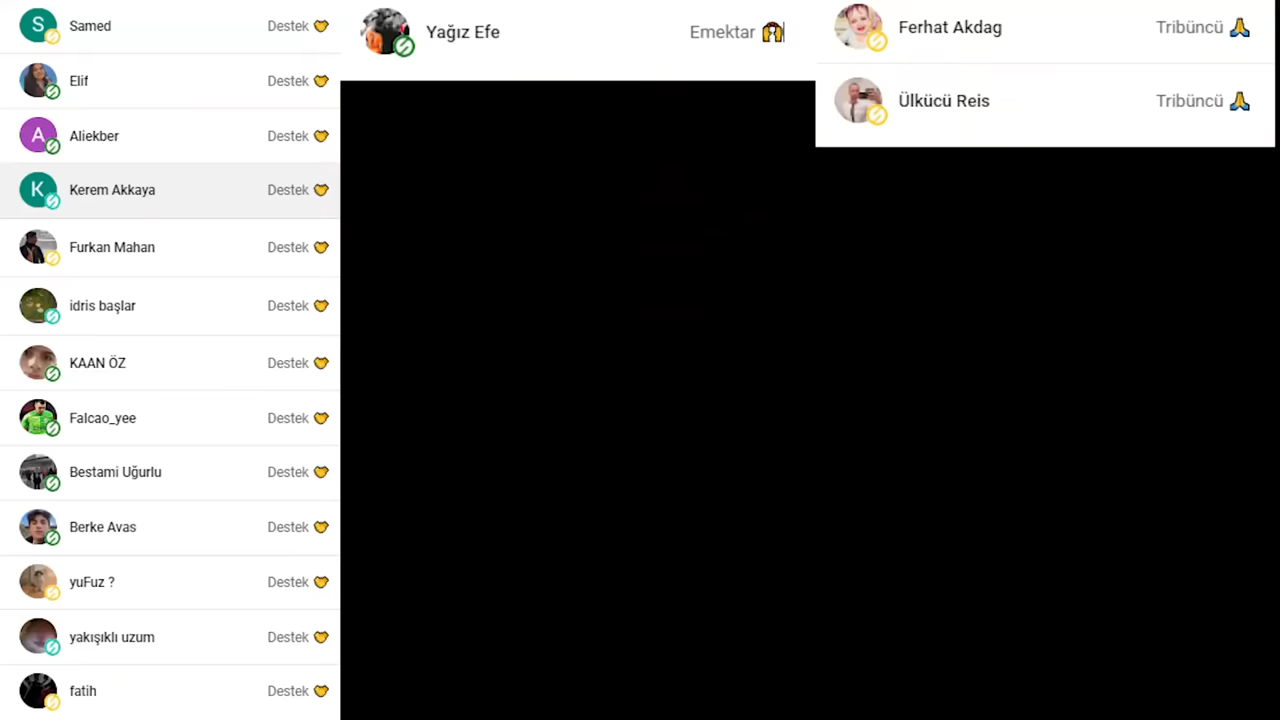 S Samed Destek
Elif Destek
A Aliekber Destek
K Kerem Akkaya Destek
Furkan Mahan Destek
idris başlar Destek
KAAN ÖZ Destek
Falcao_yee Destek
Bestami Uğurlu Destek
Berke Avas Destek
yuFuz ? Destek
yakışıklı uzum Destek
fatih Destek
Yağız Efe Emektar
Ferhat Akdag Tribüncü
Ülkücü Reis Tribüncü